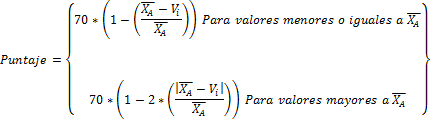 70 ∗ (1 − ((X̅_A − V_i) / X̅_A)) Para valores menores o iguales a X̅_A
Puntaje =
70 ∗ (1 − 2 ∗ (|X̅_A − V_i| / X̅_A)) Para valores mayores a X̅_A